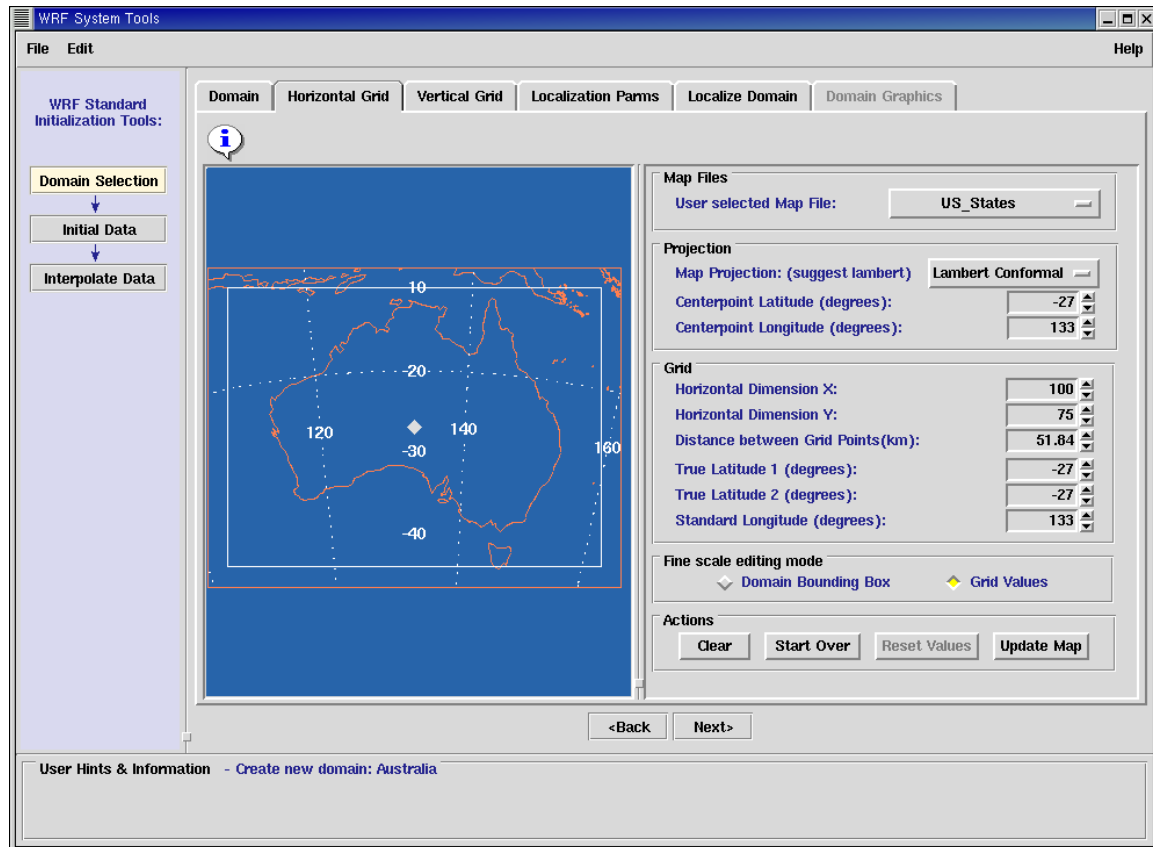 WRF System Tools
File Edit Help
WRF Standard
Initialization Tools:
Domain Selection
Initial Data
Interpolate Data
Domain Horizontal Grid Vertical Grid Localization Parms Localize Domain Domain Graphics
i
10
-20
120
140
-30
160
-40
Map Files
User selected Map File: US_States
Projection
Map Projection: (suggest lambert) Lambert Conformal
Centerpoint Latitude (degrees): -27
Centerpoint Longitude (degrees): 133
Grid
Horizontal Dimension X: 100
Horizontal Dimension Y: 75
Distance between Grid Points(km): 51.84
True Latitude 1 (degrees): -27
True Latitude 2 (degrees): -27
Standard Longitude (degrees): 133
Fine scale editing mode
Domain Bounding Box Grid Values
Actions
Clear Start Over Reset Values Update Map
<Back Next>
User Hints & Information - Create new domain: Australia